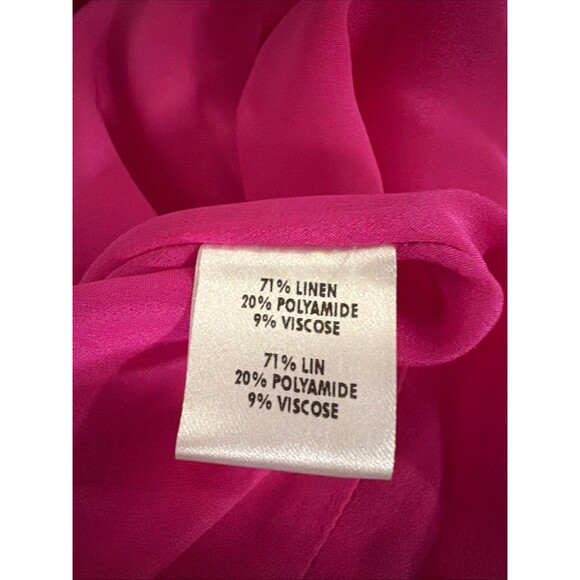 71% LINEN
20% POLYAMIDE
9% VISCOSE
71% LIN
20% POLYAMIDE
9% VISCOSE